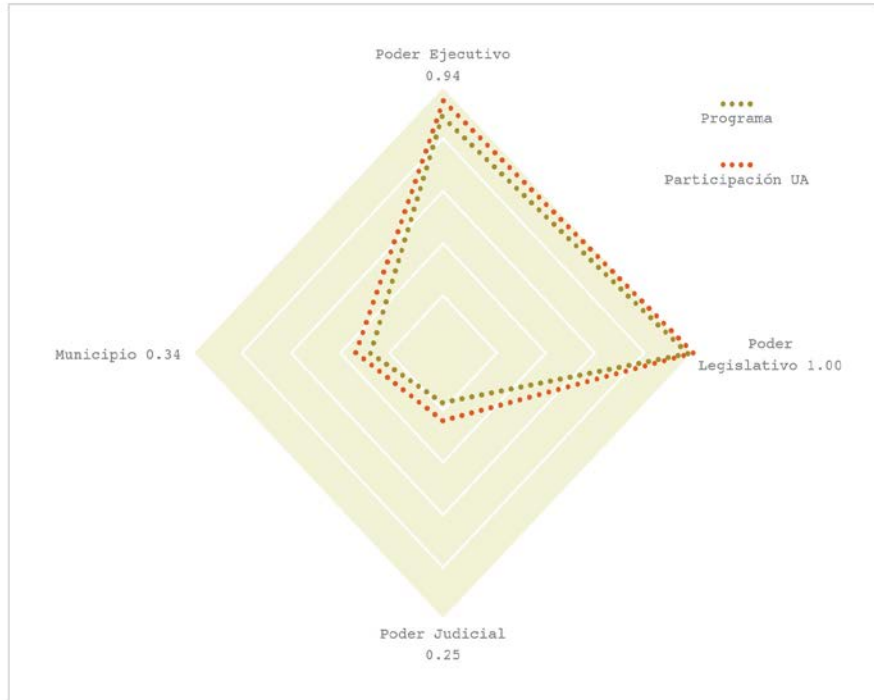 Poder Ejecutivo
0.94
Programa
Participación UA
Municipio 0.34
Poder
Legislativo 1.00
Poder Judicial
0.25